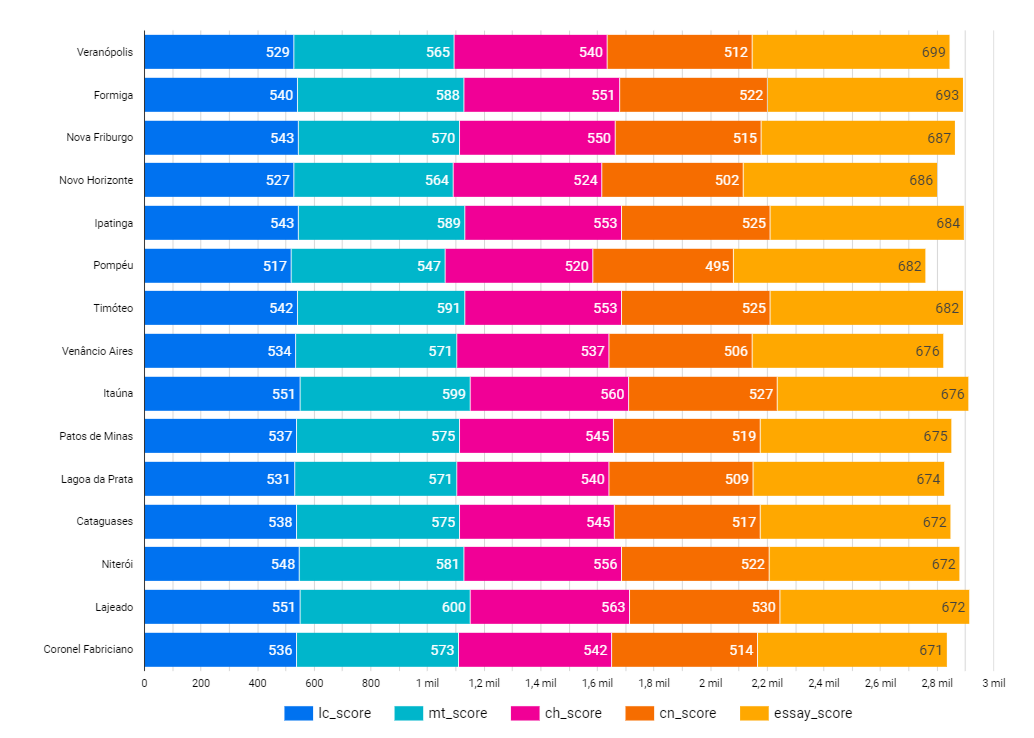 Veranópolis 529 565 540 512 699
Formiga 540 588 551 522 693
Nova Friburgo 543 570 550 515 687
Novo Horizonte 527 564 524 502 686
Ipatinga 543 589 553 525 684
Pompéu 517 547 520 495 682
Timóteo 542 591 553 525 682
Venâncio Aires 534 571 537 506 676
Itaúna 551 599 560 527 676
Patos de Minas 537 575 545 519 675
Lagoa da Prata 531 571 540 509 674
Cataguases 538 575 545 517 672
Niterói 548 581 556 522 672
Lajeado 551 600 563 530 672
Coronel Fabriciano 536 573 542 514 671
0 200 400 600 800 1 mil 1,2 mil 1,4 mil 1,6 mil 1,8 mil 2 mil 2,2 mil 2,4 mil 2,6 mil 2,8 mil 3 mil
lc_score mt_score ch_score cn_score essay_score